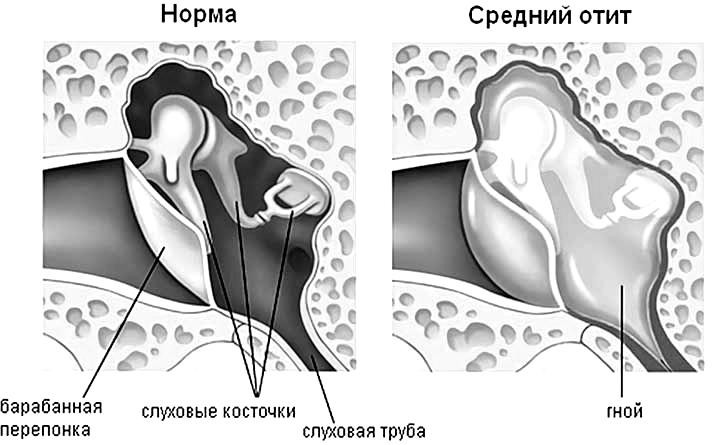 Норма
Средний отит
барабанная
перепонка
слуховые косточки
слуховая труба
гной